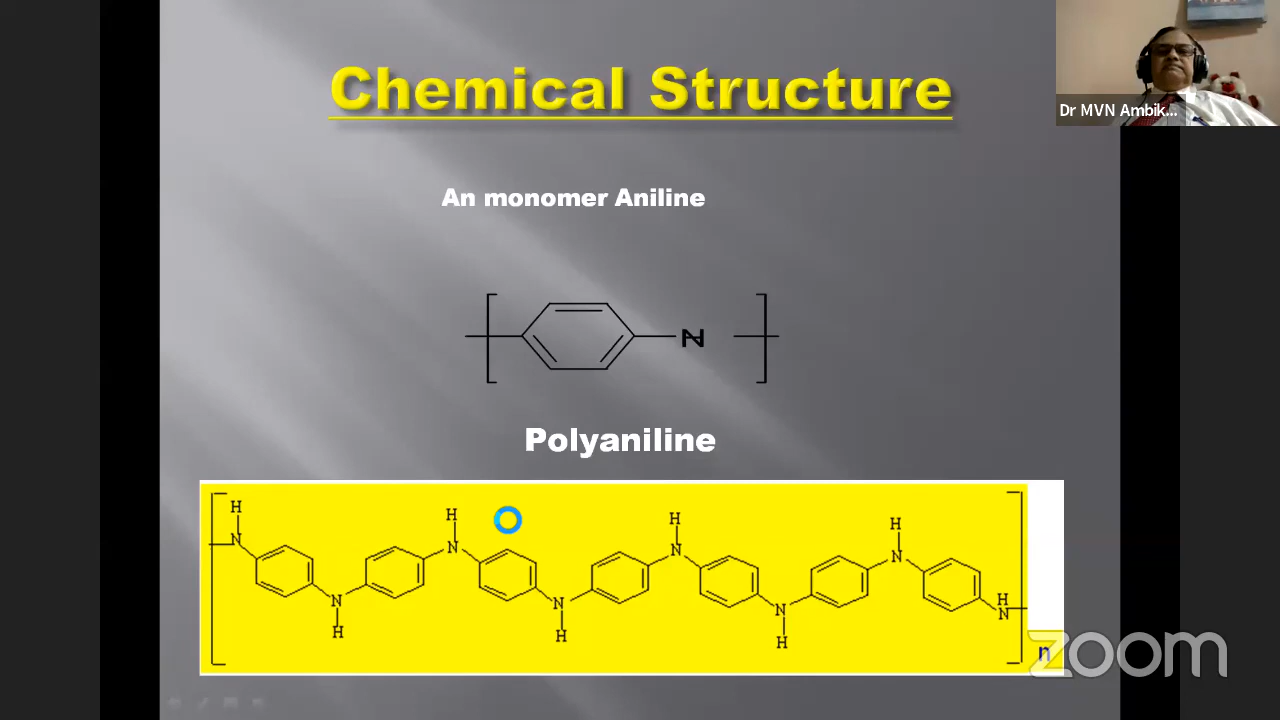 Chemical Structure
Dr MVN Ambik...
An monomer Aniline
N
Polyaniline
H H H H
N N N N
N N N N H
H H H
n
zoom